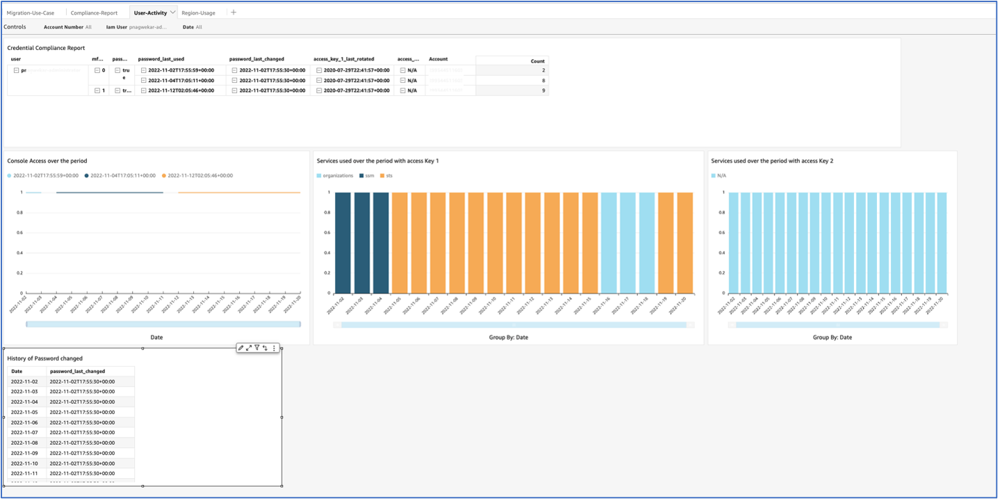 Migration-Use-Case Compliance-Report User-Activity Region-Usage +
Controls Account Number All Iam User pnagwekar-ad... Date All
Credential Compliance Report
user mf... pass... password_last_used password_last_changed access_key_1_last_rotated access_... Account Count
pr 0 tru
e 2022-11-02T17:55:59+00:00 2022-11-02T17:55:30+00:00 2020-07-29T22:41:57+00:00 N/A 2
2022-11-04T17:05:11+00:00 2022-11-02T17:55:30+00:00 2020-07-29T22:41:57+00:00 N/A 8
1 tr... 2022-11-12T02:05:46+00:00 2022-11-02T17:55:30+00:00 2020-07-29T22:41:57+00:00 N/A 9
Console Access over the period
2022-11-02T17:55:59+00:00 2022-11-04T17:05:11+00:00 2022-11-12T02:05:46+00:00
1
0.8
0.6
0.4
0.2
0
2022-11-02 2022-11-03 2022-11-04 2022-11-05 2022-11-06 2022-11-07 2022-11-08 2022-11-09 2022-11-10 2022-11-11 2022-11-12 2022-11-13 2022-11-14 2022-11-15 2022-11-16 2022-11-17 2022-11-18 2022-11-19 2022-11-20
Date
Services used over the period with access Key 1
organizations ssm sts
1
0.8
0.6
0.4
0.2
0
2022-11-02 2022-11-03 2022-11-04 2022-11-05 2022-11-06 2022-11-07 2022-11-08 2022-11-09 2022-11-10 2022-11-11 2022-11-12 2022-11-13 2022-11-14 2022-11-15 2022-11-16 2022-11-17 2022-11-18 2022-11-19 2022-11-20
Group By: Date
Services used over the period with access Key 2
N/A
1
0.8
0.6
0.4
0.2
0
2022-11-02 2022-11-03 2022-11-04 2022-11-05 2022-11-06 2022-11-07 2022-11-08 2022-11-09 2022-11-10 2022-11-11 2022-11-12 2022-11-13 2022-11-14 2022-11-15 2022-11-16 2022-11-17 2022-11-18 2022-11-19 2022-11-20
Group By: Date
History of Password changed
Date password_last_changed
2022-11-02 2022-11-02T17:55:30+00:00
2022-11-03 2022-11-02T17:55:30+00:00
2022-11-04 2022-11-02T17:55:30+00:00
2022-11-05 2022-11-02T17:55:30+00:00
2022-11-06 2022-11-02T17:55:30+00:00
2022-11-07 2022-11-02T17:55:30+00:00
2022-11-08 2022-11-02T17:55:30+00:00
2022-11-09 2022-11-02T17:55:30+00:00
2022-11-10 2022-11-02T17:55:30+00:00
2022-11-11 2022-11-02T17:55:30+00:00